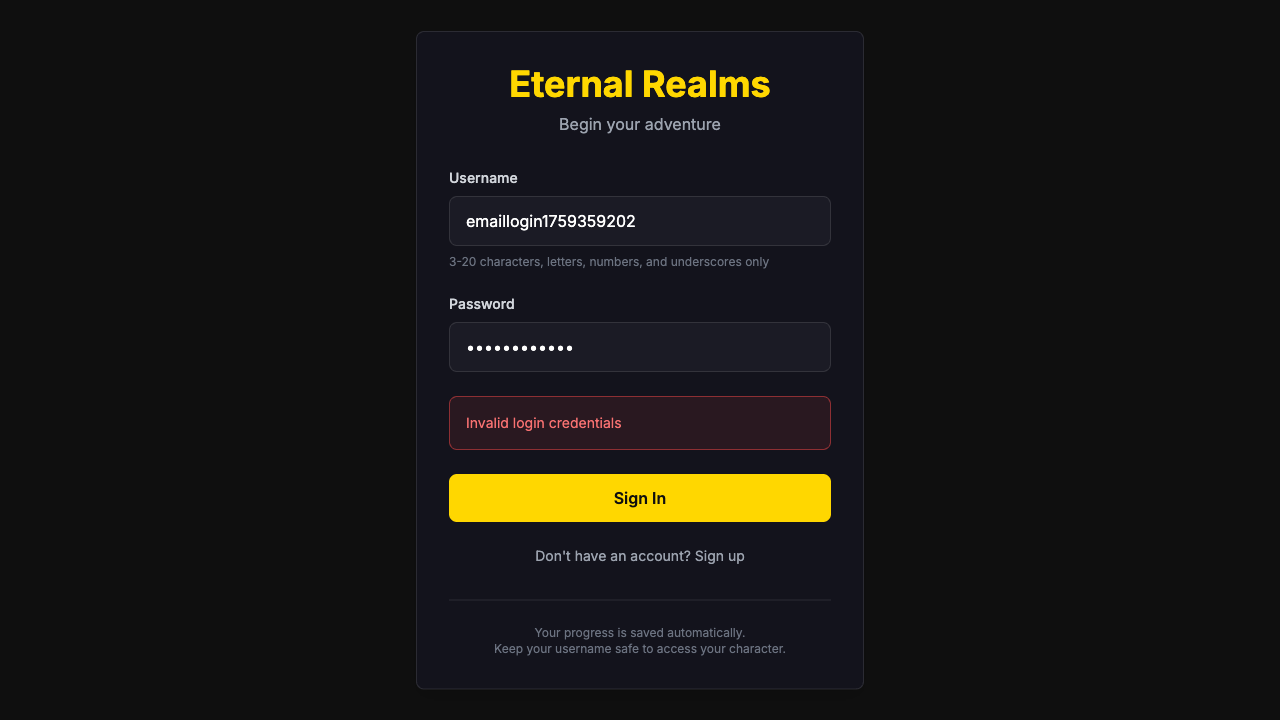 Eternal Realms
Begin your adventure
Username
emaillogin1759359202
3-20 characters, letters, numbers, and underscores only
Password
••••••••••••
Invalid login credentials
Sign In
Don't have an account? Sign up
Your progress is saved automatically.
Keep your username safe to access your character.